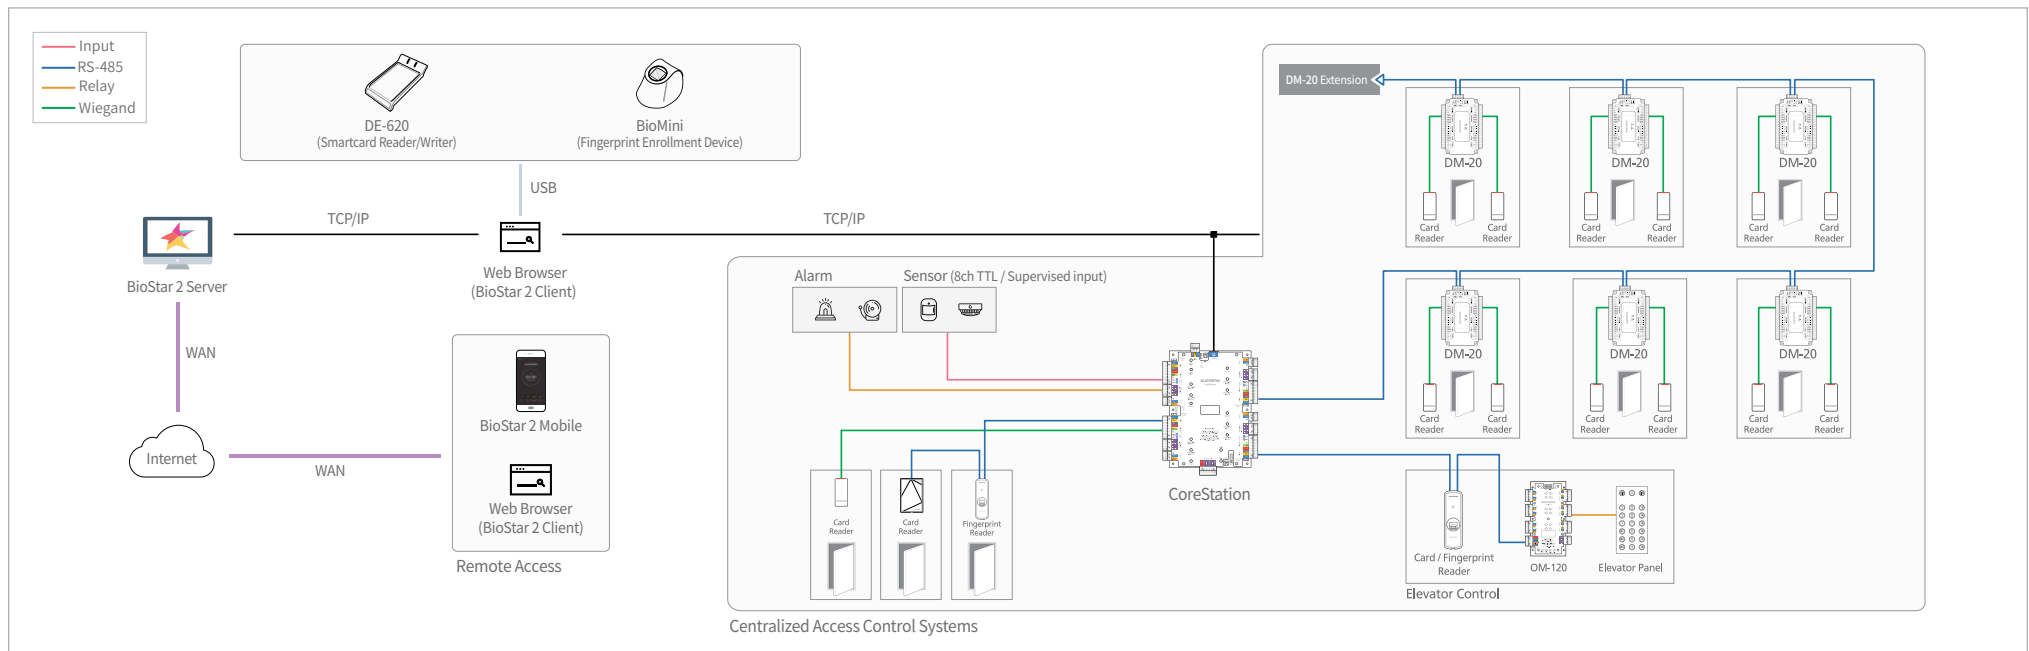 Input
RS-485
Relay
Wiegand
DE-620
(Smartcard Reader/Writer)
BioMini
(Fingerprint Enrollment Device)
USB
TCP/IP
TCP/IP
BioStar 2 Server
Web Browser
(BioStar 2 Client)
WAN
Internet
WAN
BioStar 2 Mobile
Web Browser
(BioStar 2 Client)
Remote Access
Alarm
Sensor (8ch TTL / Supervised input)
CoreStation
Card
Reader
Card
Reader
Fingerprint
Reader
Centralized Access Control Systems
DM-20 Extension
DM-20
DM-20
DM-20
Card
Reader
Card
Reader
Card
Reader
Card
Reader
Card
Reader
Card
Reader
DM-20
DM-20
DM-20
Card
Reader
Card
Reader
Card
Reader
Card
Reader
Card
Reader
Card
Reader
Card / Fingerprint
Reader
OM-120
Elevator Panel
Elevator Control